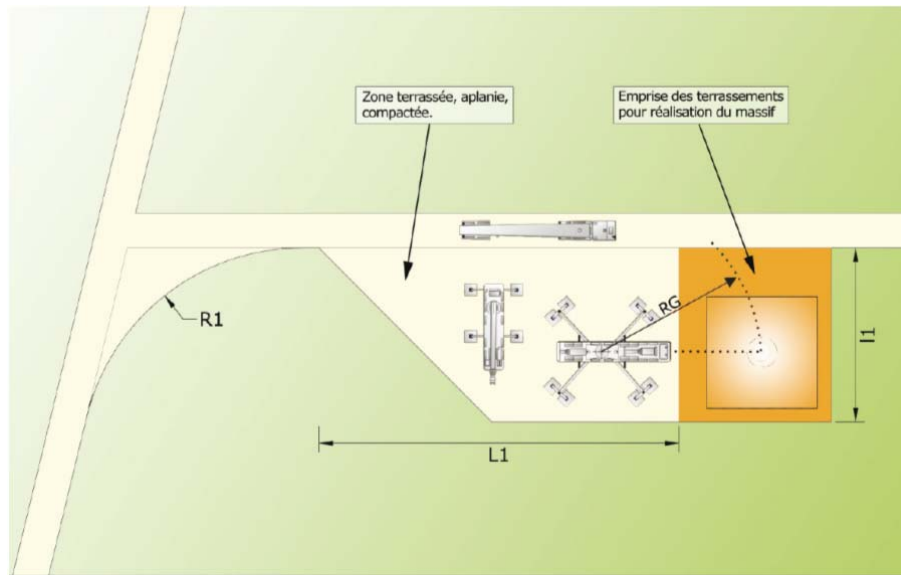 Zone terrassée, aplanie,
compactée.
Emprise des terrassements
pour réalisation du massif
RG
R1
l1
L1